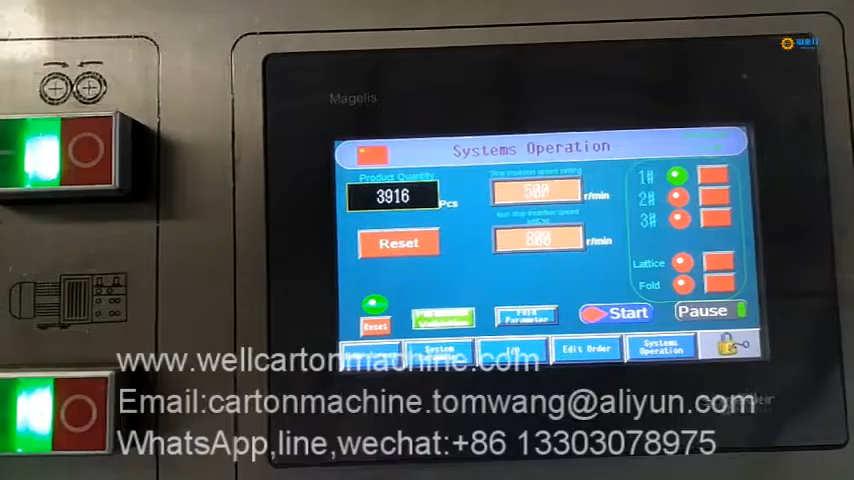 well
Magelis
Systems Operation
Product Quantity
3916 Pcs
500 r/min
800 r/min
Reset
1#
2#
3#
Lattice
Fold
Reset
Parameter
Start
Pause
System
I/O
Edit Order
Systems Operation
www.wellcartonmachine.com
Email:cartonmachine.tomwang@aliyun.com
WhatsApp,line,wechat:+86 13303078975